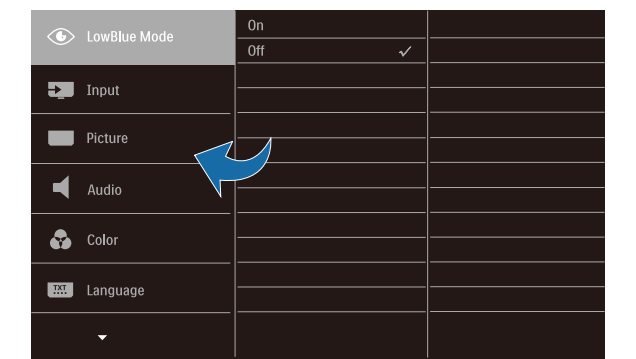 LowBlue Mode
On
Off
Input
Picture
Audio
Color
TXT
Language